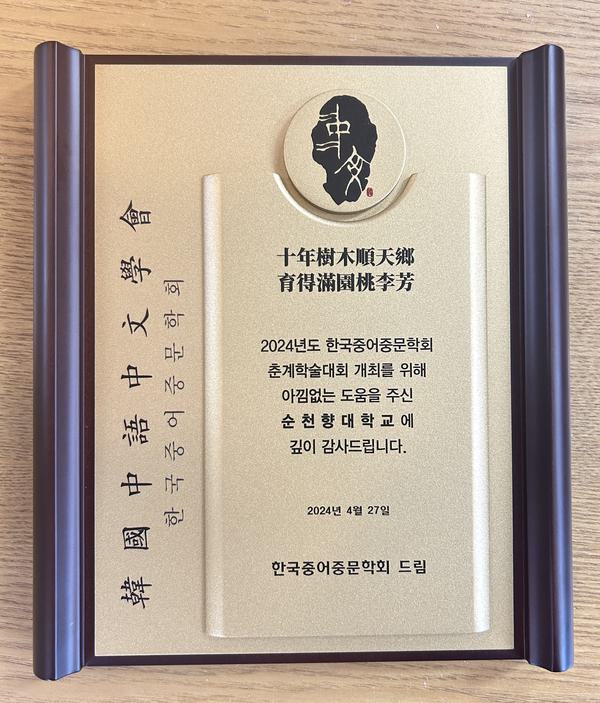 韓國中語中文學會
한국중어중문학회
中文
十年樹木順天鄉
育得滿園桃李芳
2024년도 한국중어중문학회
춘계학술대회 개최를 위해
아낌없는 도움을 주신
순천향대학교에
깊이 감사드립니다.
2024년 4월 27일
한국중어중문학회 드림